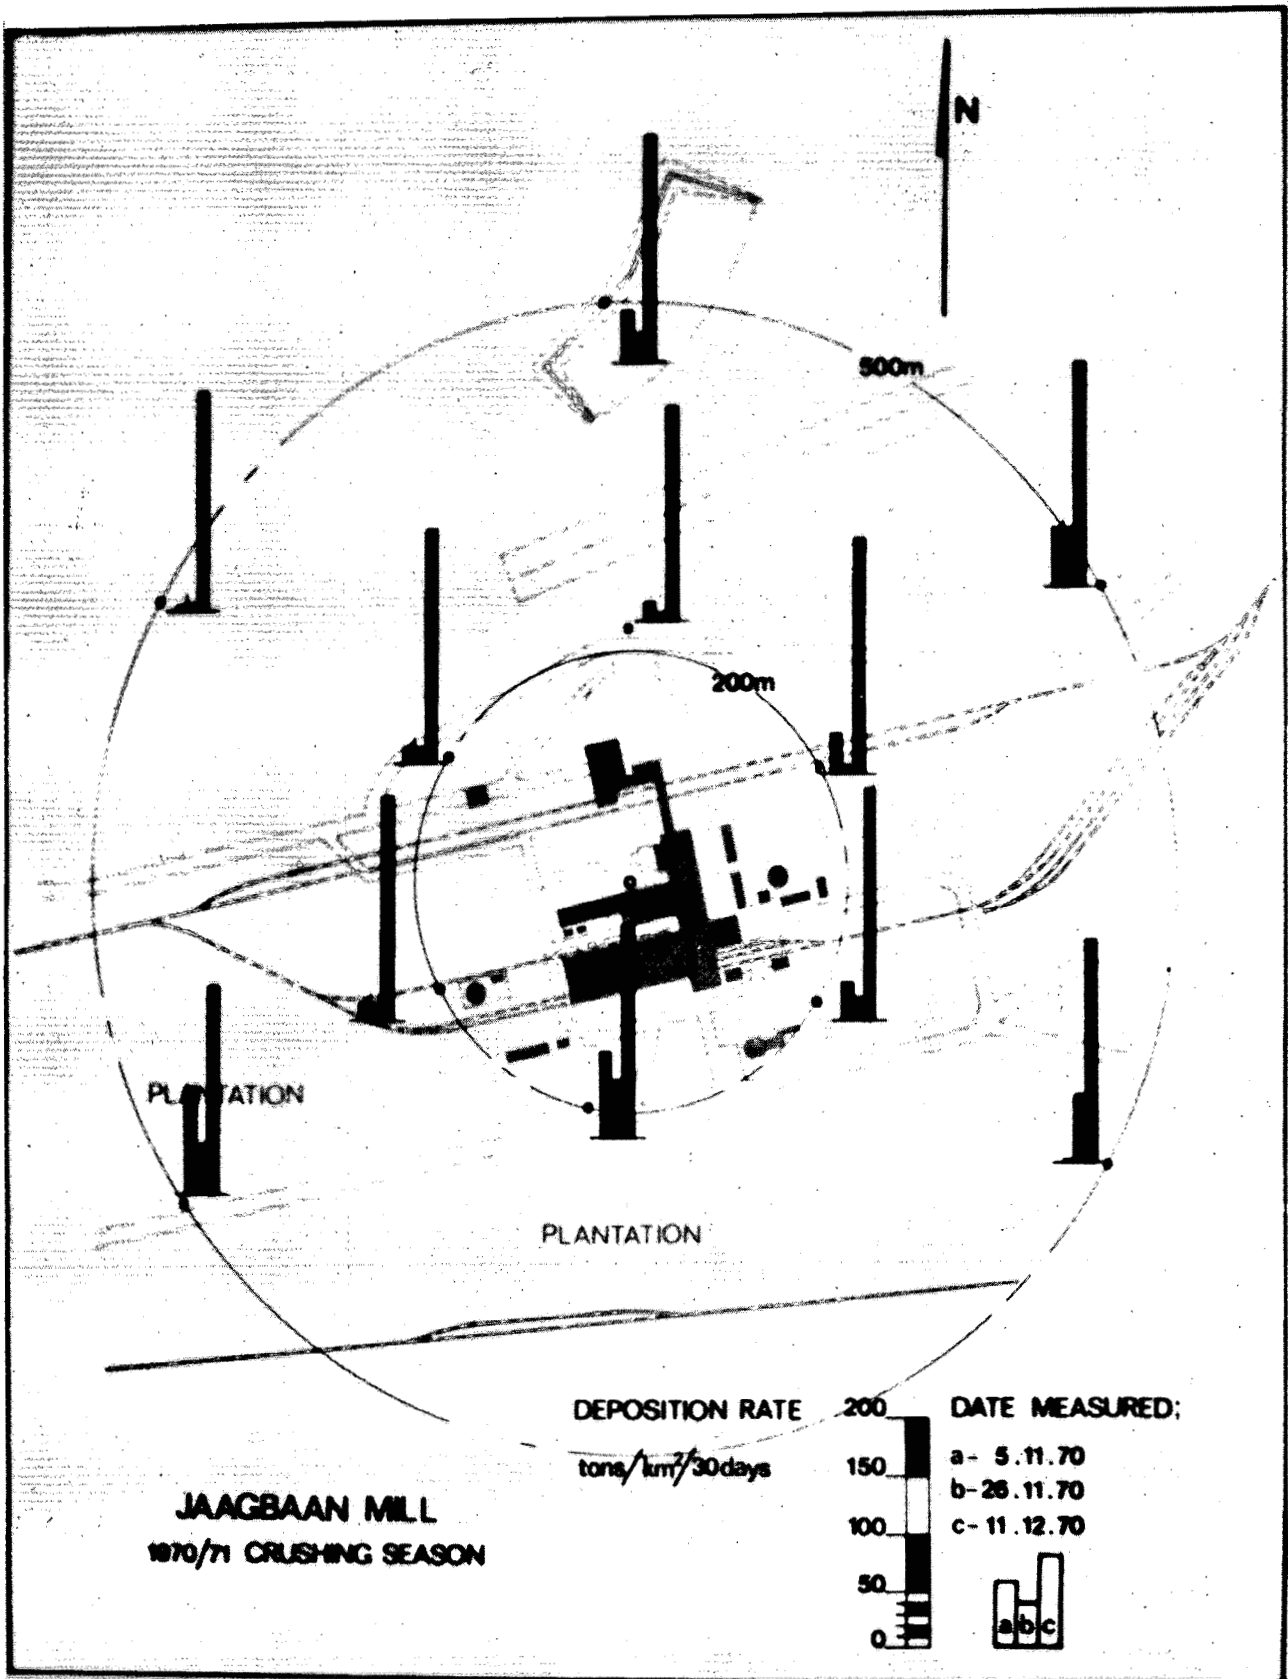 N
500m
200m
PLANTATION
PLANTATION
DEPOSITION RATE
tons/km²/30days
200
150
100
50
0
DATE MEASURED;
a- 5.11.70
b-26.11.70
c-11.12.70
a b c
JAAGBAAN MILL
1970/71 CRUSHING SEASON